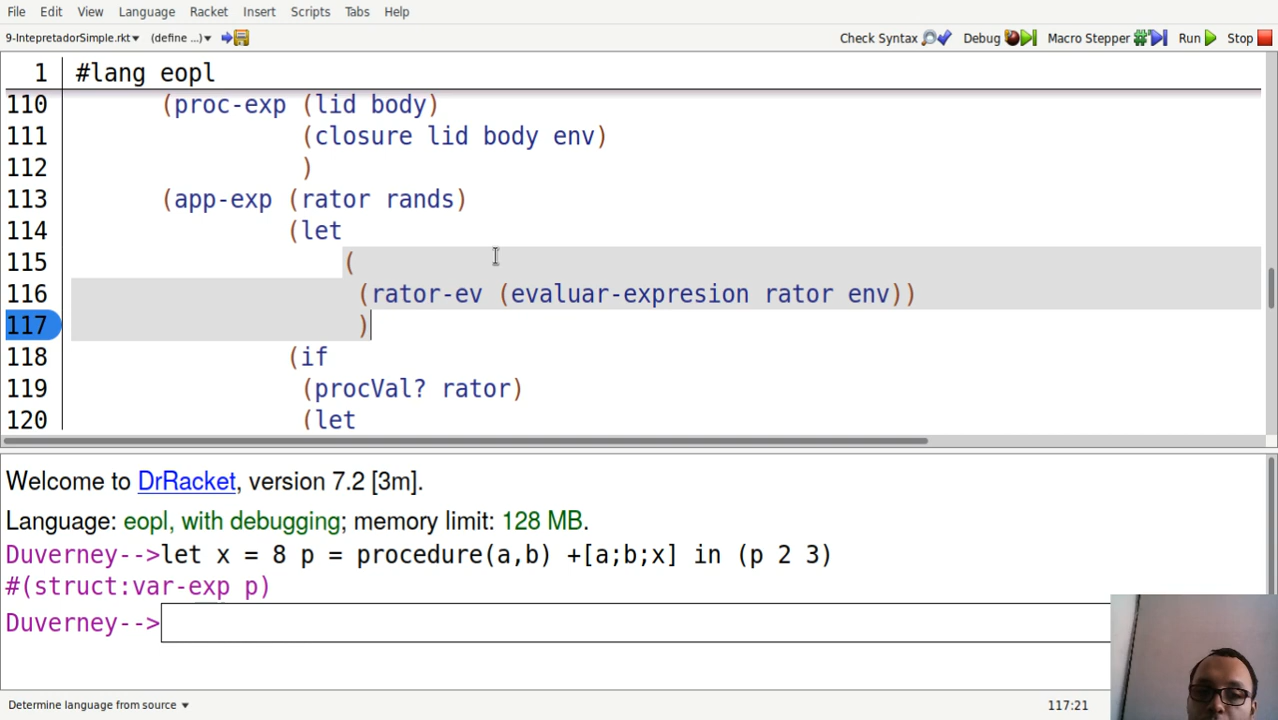 File Edit View Language Racket Insert Scripts Tabs Help
9-IntepretadorSimple.rkt▾ (define ...)▾ Check Syntax Debug Macro Stepper Run Stop
1 #lang eopl
110 (proc-exp (lid body)
111 (closure lid body env)
112 )
113 (app-exp (rator rands)
114 (let
115 (
116 (rator-ev (evaluar-expresion rator env))
117 )
118 (if
119 (procVal? rator)
120 (let
Welcome to DrRacket, version 7.2 [3m].
Language: eopl, with debugging; memory limit: 128 MB.
Duverney-->let x = 8 p = procedure(a,b) +[a;b;x] in (p 2 3)
#(struct:var-exp p)
Duverney-->
Determine language from source ▾ 117:21